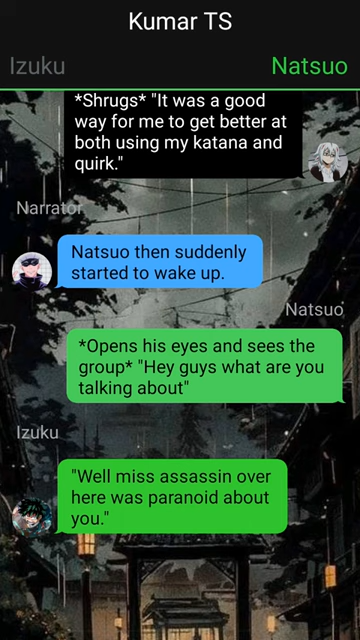 Kumar TS
Izuku
Natsuo
*Shrugs* "It was a good
way for me to get better at
both using my katana and
quirk."
Narrator
Natsuo then suddenly
started to wake up.
Natsuo
*Opens his eyes and sees the
group* "Hey guys what are you
talking about"
Izuku
"Well miss assassin over
here was paranoid about
you."